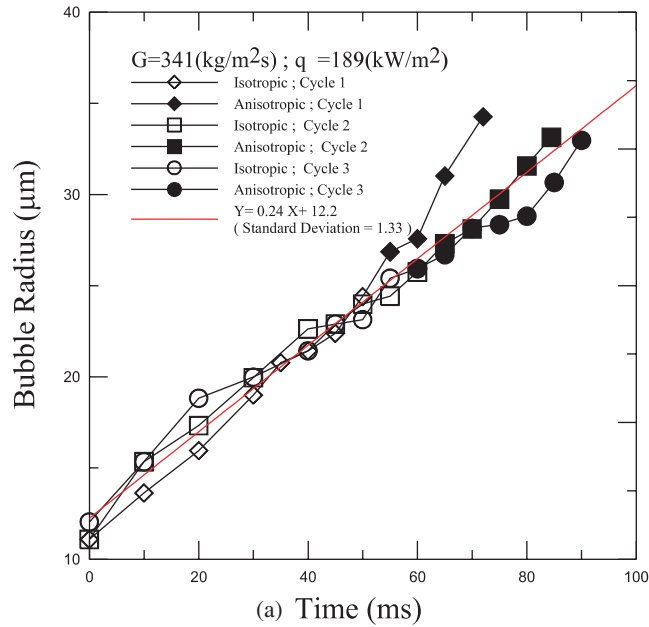 40
30
20
10
Bubble Radius (μm)
G=341(kg/m2s) ; q =189(kW/m2)
Isotropic ; Cycle 1
Anisotropic ; Cycle 1
Isotropic ; Cycle 2
Anisotropic ; Cycle 2
Isotropic ; Cycle 3
Anisotropic ; Cycle 3
Y= 0.24 X+ 12.2
( Standard Deviation = 1.33 )
0 20 40 60 80 100
(a) Time (ms)